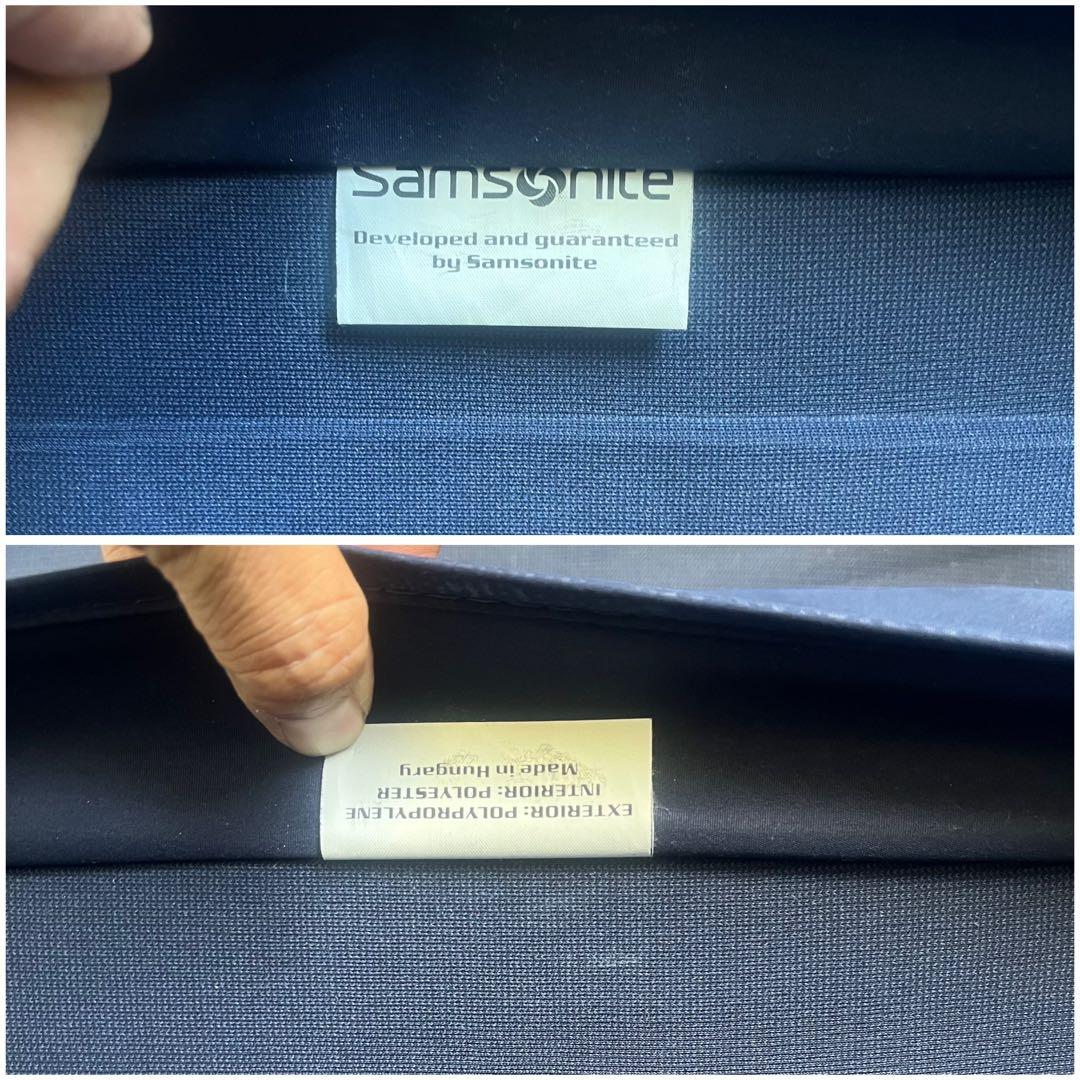 Samsonite
Developed and guaranteed
by Samsonite
EXTERIOR: POLYPROPYLENE
INTERIOR: POLYESTER
Made in Hungary